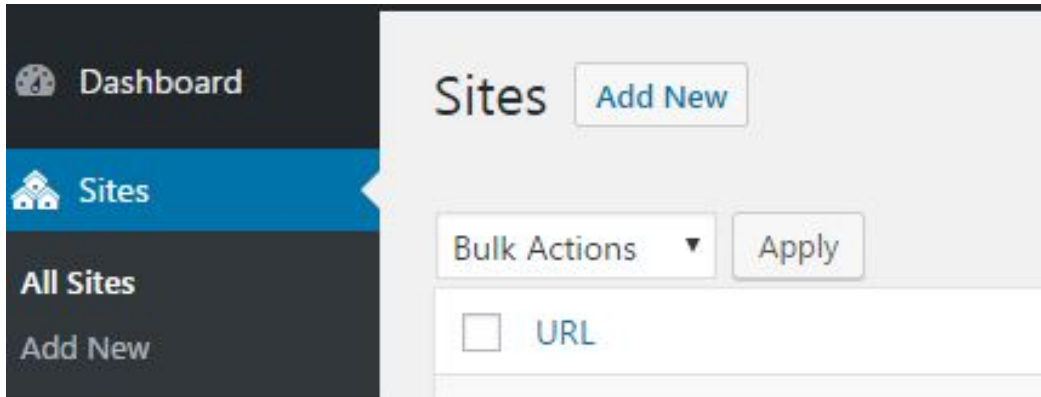 Dashboard
Sites
All Sites
Add New
Sites
Add New
Bulk Actions
Apply
URL